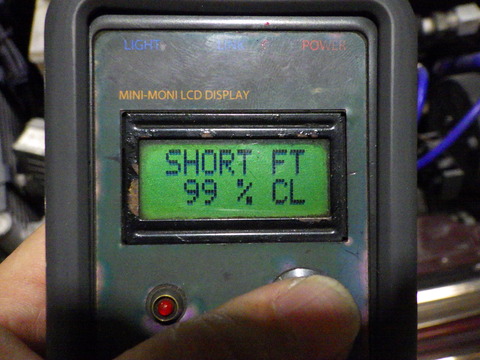 LIGHT POWER
MINI-MONI LCD DISPLAY
SHORT FT
99 % CL